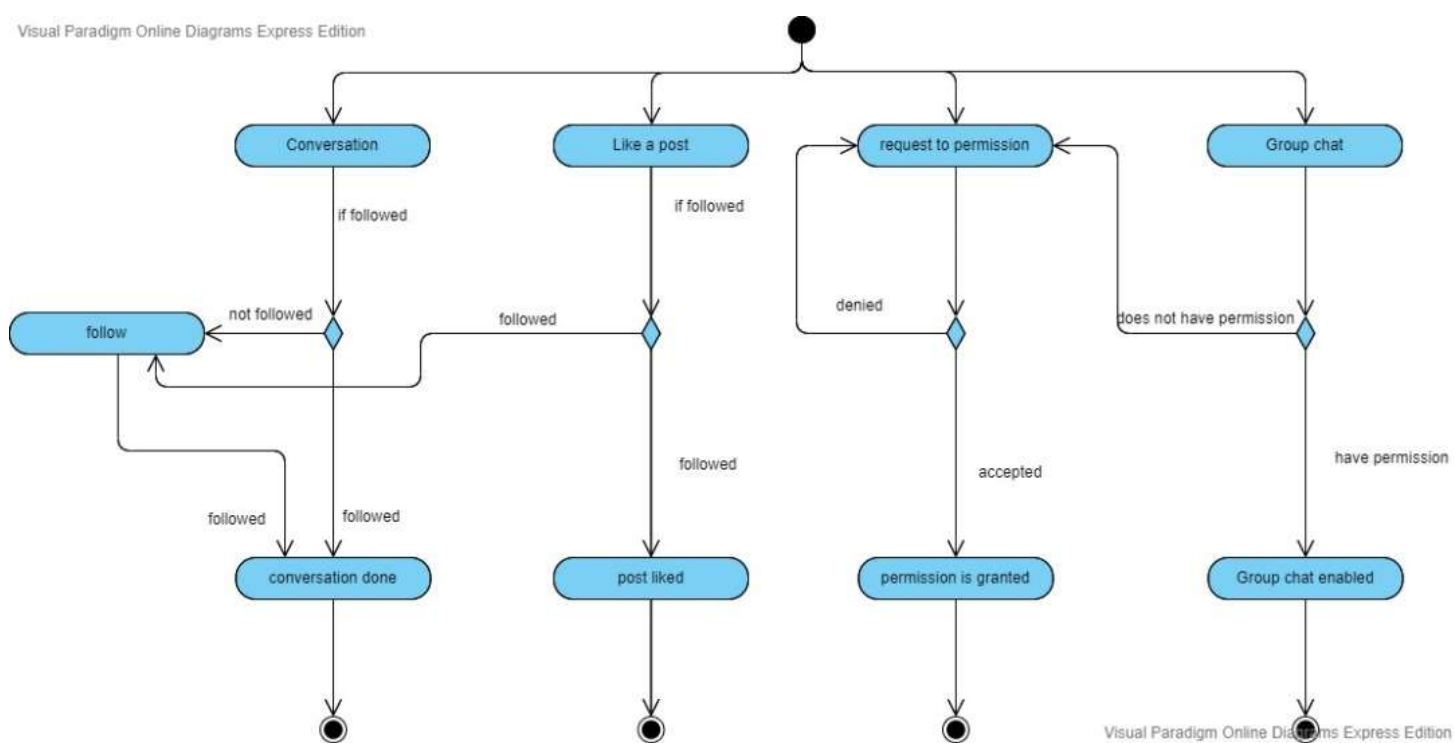 Visual Paradigm Online Diagrams Express Edition
Conversation
Like a post
request to permission
Group chat
if followed
if followed
not followed
followed
denied
does not have permission
follow
followed
accepted
have permission
followed
followed
conversation done
post liked
permission is granted
Group chat enabled
Visual Paradigm Online Diagrams Express Edition